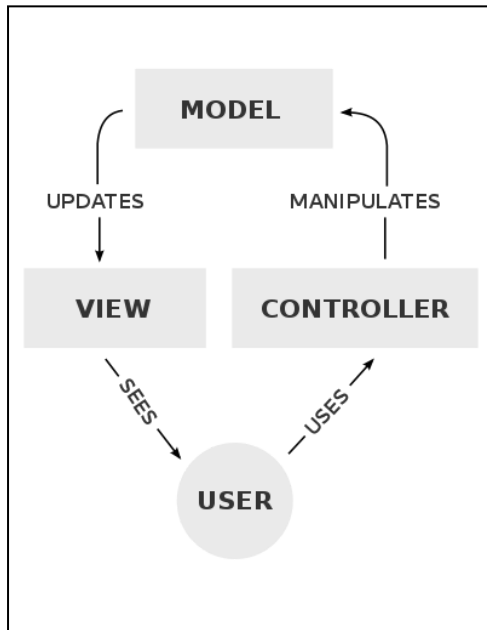 MODEL
UPDATES
MANIPULATES
VIEW
CONTROLLER
SEES
USES
USER